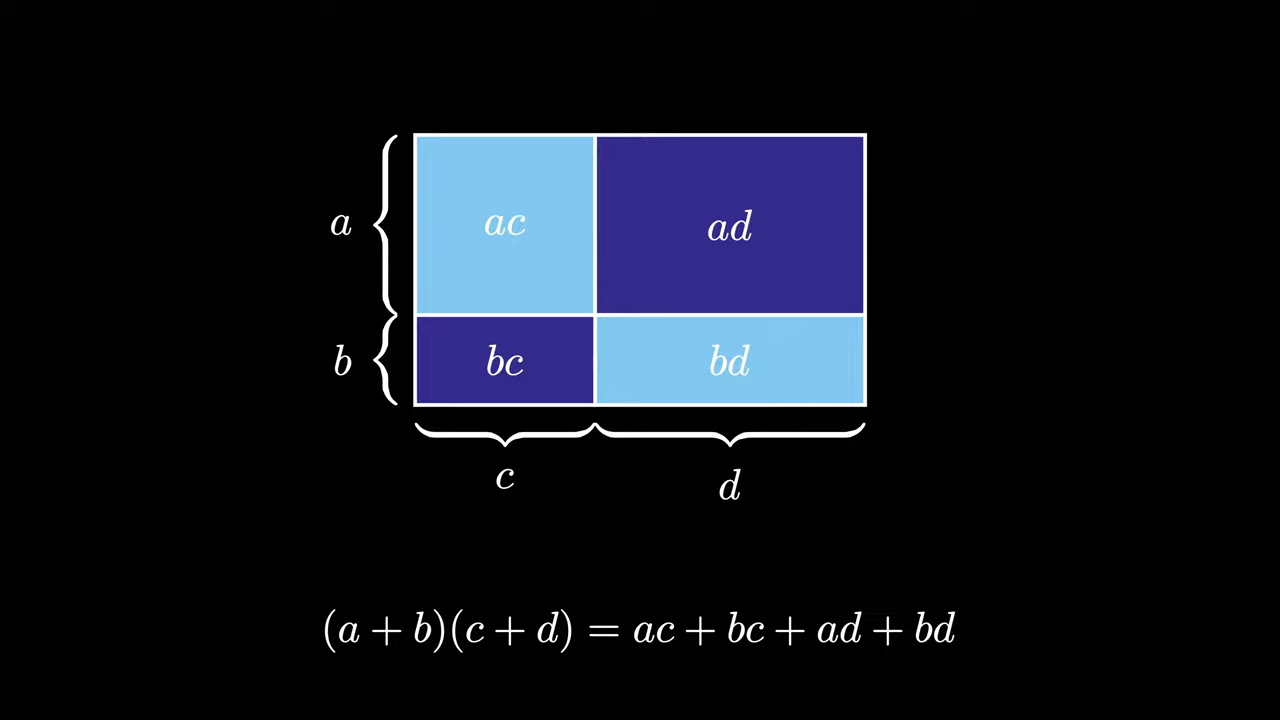 a
ac
ad
b
bc
bd
c
d
(a + b)(c + d) = ac + bc + ad + bd